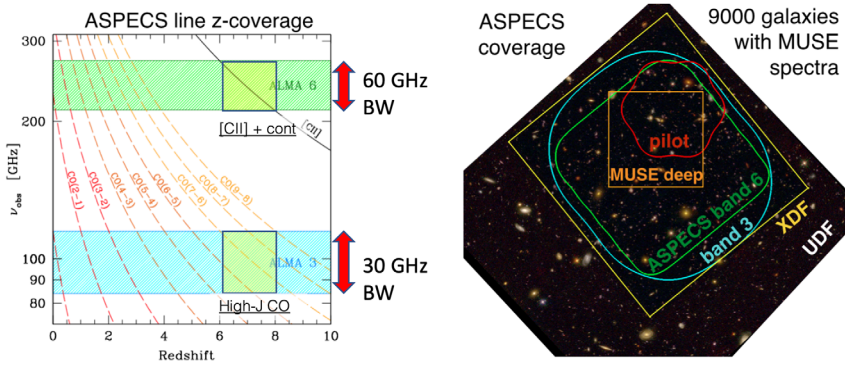 ASPECS line z-coverage
300
200
100
90
80
ν_obs [GHz]
0
2
4
6
8
10
Redshift
CO(2-1)
CO(3-2)
CO(4-3)
CO(5-4)
CO(6-5)
CO(7-6)
CO(8-7)
CO(9-8)
[CII]
ALMA 6
[CII] + cont
ALMA 3
High-J CO
60 GHz
BW
30 GHz
BW
ASPECS
coverage
9000 galaxies
with MUSE
spectra
pilot
MUSE deep
ASPECS band 6
band 3
XDF
UDF